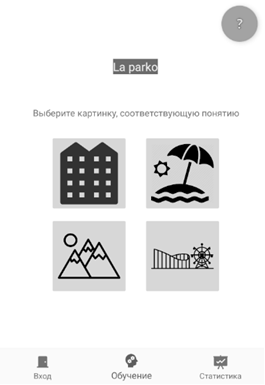 ?
La parko
Выберите картинку, соответствующую понятию
Вход
Обучение
Статистика